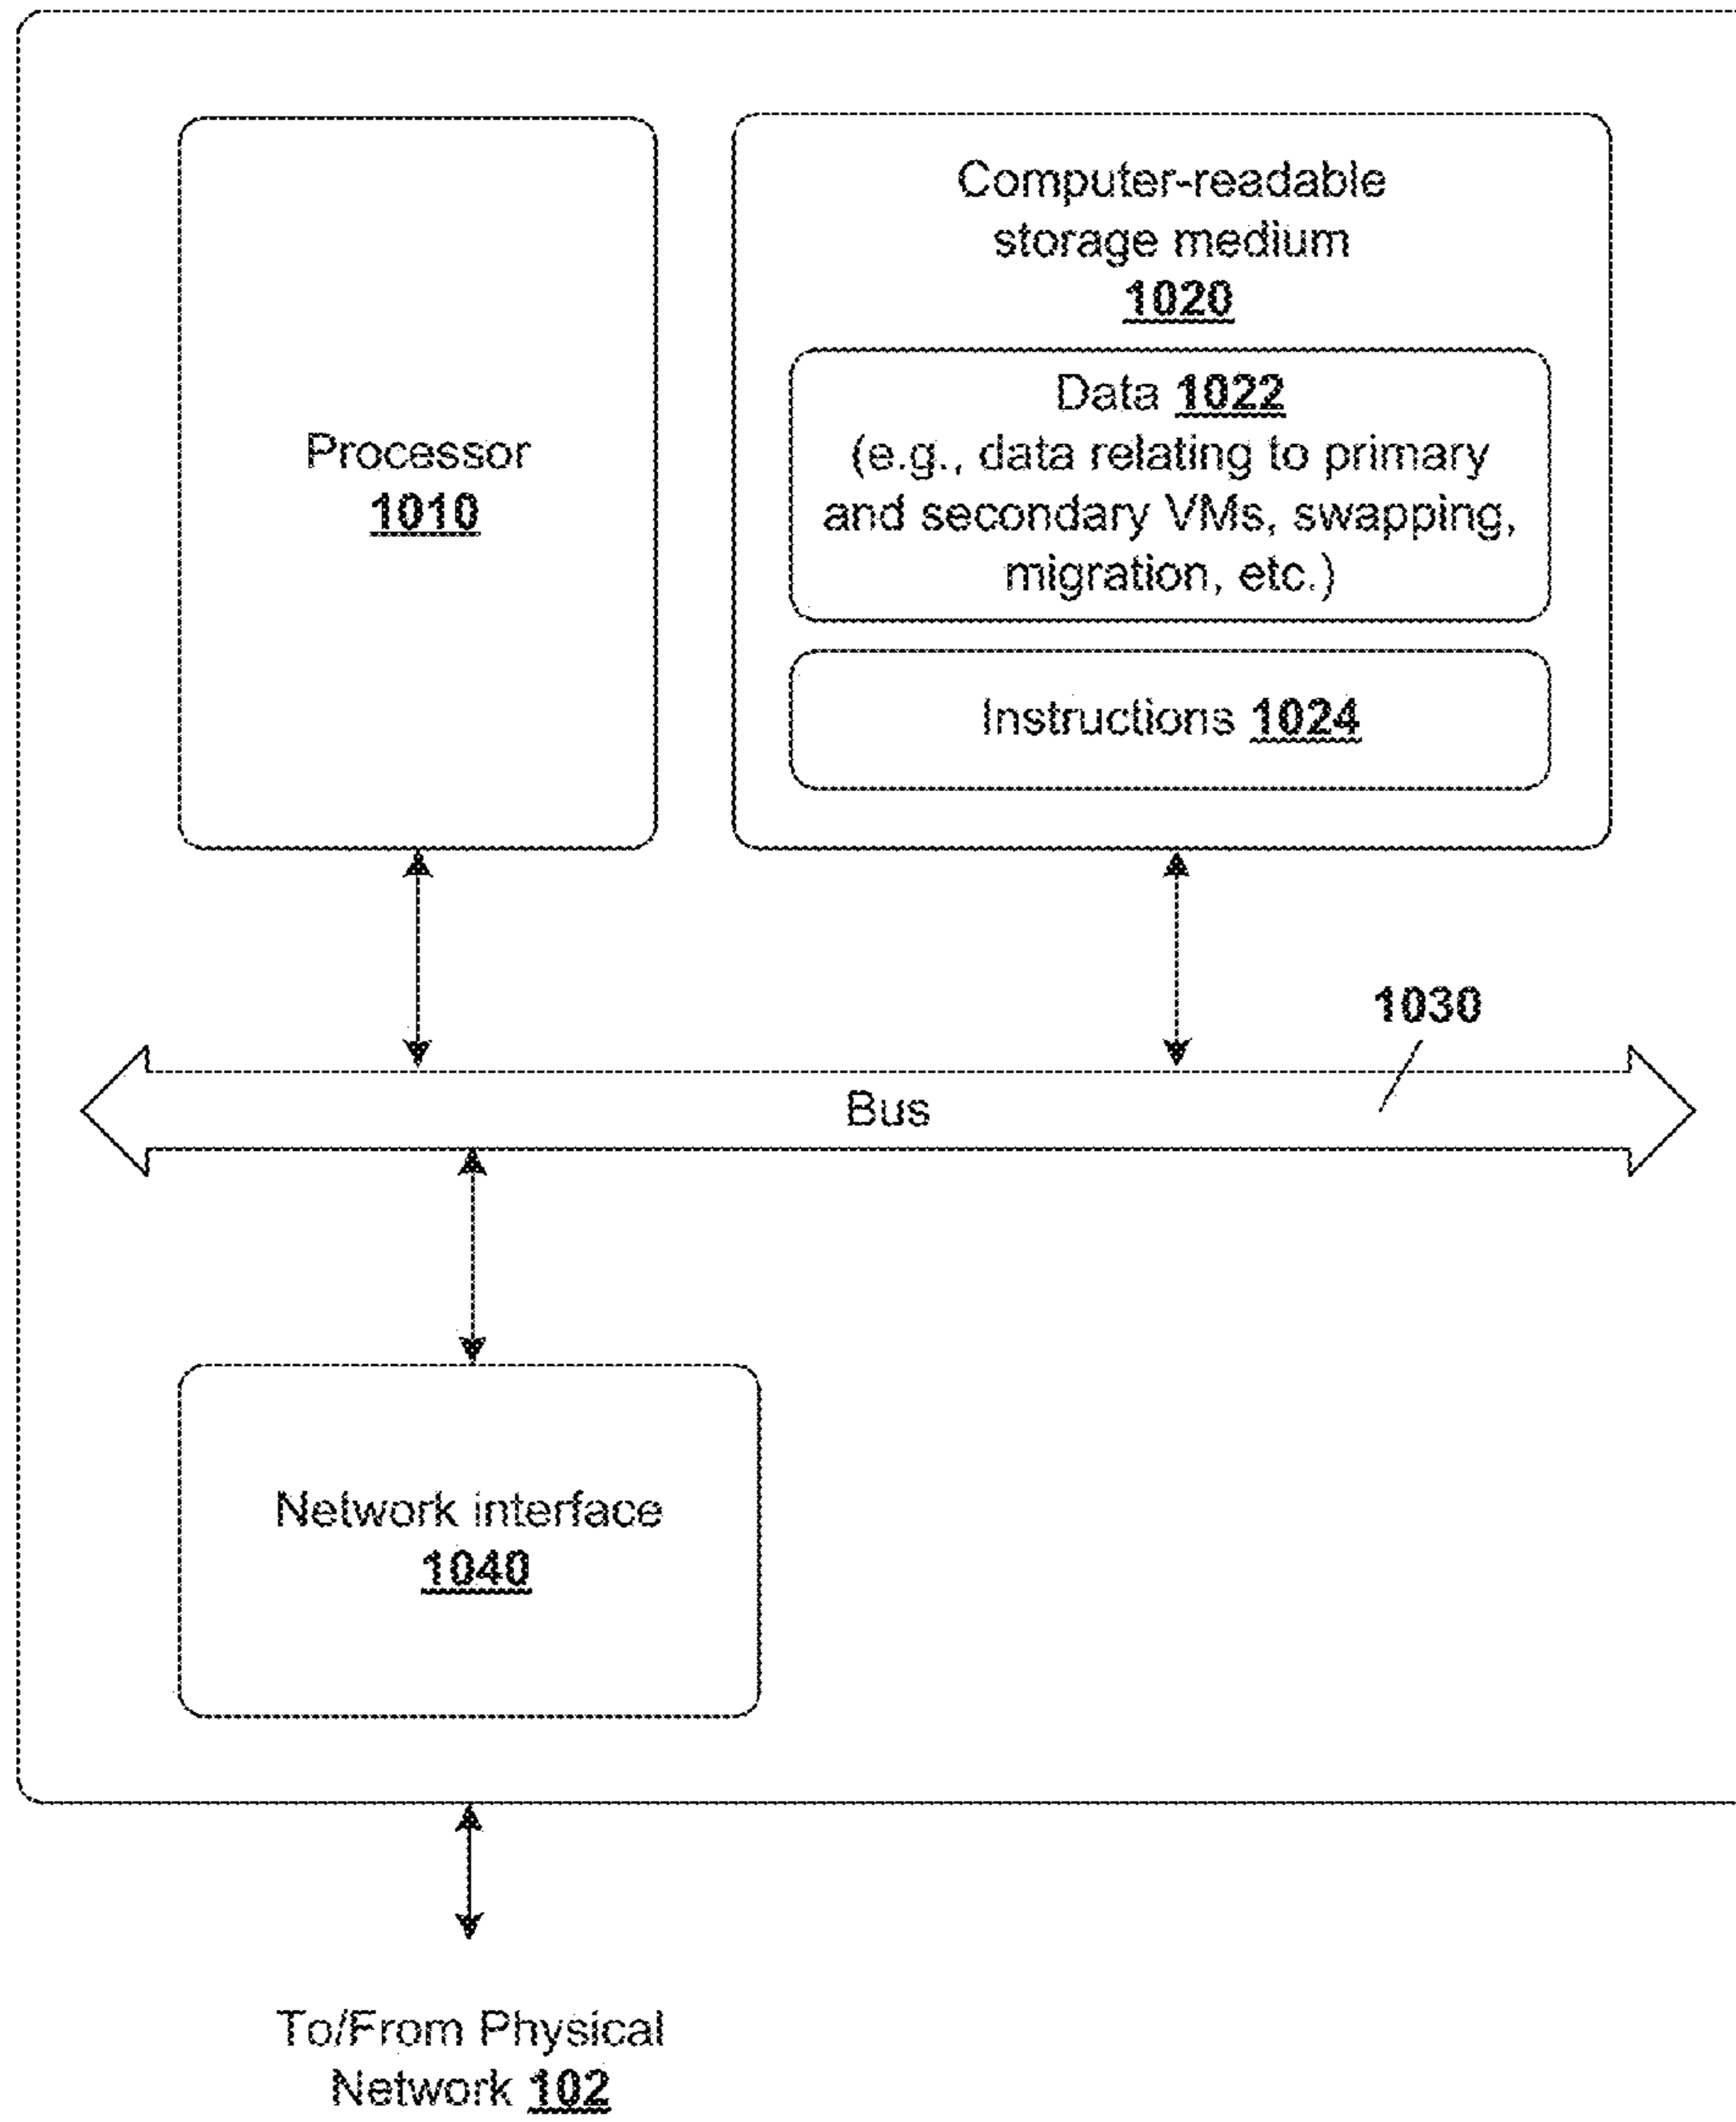 Processor
1010
Computer-readable
storage medium
1020
Data 1022
(e.g., data relating to primary
and secondary VMs, swapping,
migration, etc.)
Instructions 1024
1030
Bus
Network interface
1040
To/From Physical
Network 102